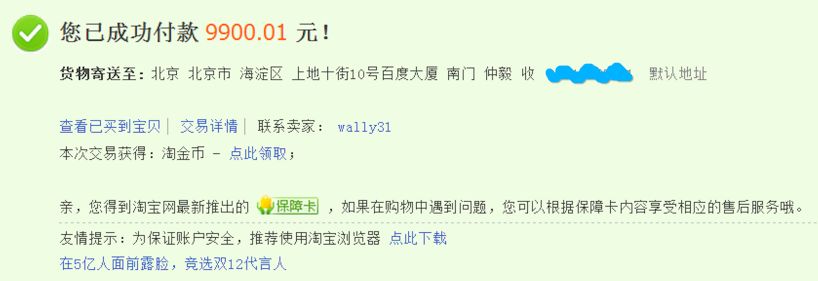 您已成功付款 9900.01 元！
货物寄送至：北京 北京市 海淀区 上地十街10号百度大厦 南门 仲毅 收 默认地址
查看已买到宝贝 | 交易详情 | 联系卖家： wally31
本次交易获得：淘金币 - 点此领取；
亲，您得到淘宝网最新推出的 保障卡 ，如果在购物中遇到问题，您可以根据保障卡内容享受相应的售后服务哦。
友情提示：为保证账户安全，推荐使用淘宝浏览器 点此下载
在5亿人面前露脸，竞选双12代言人